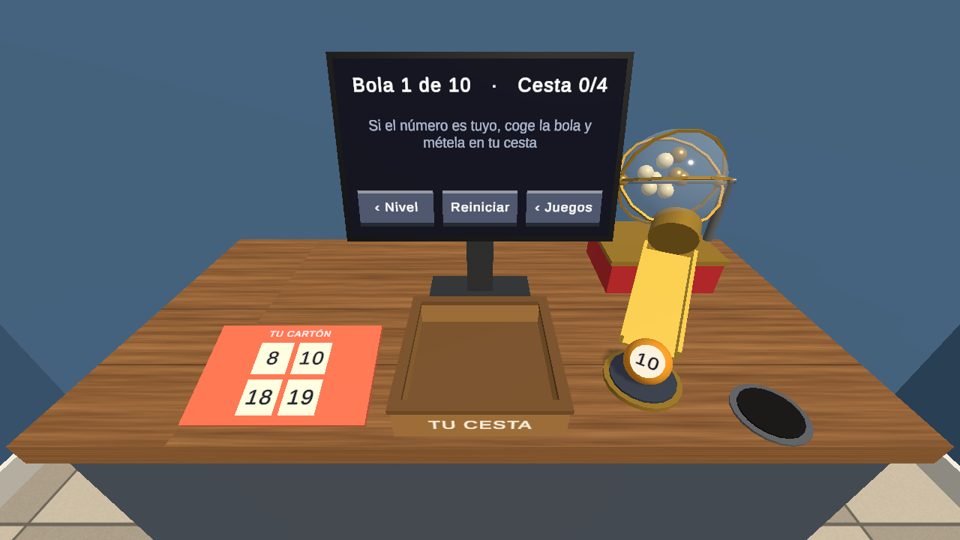 Bola 1 de 10 · Cesta 0/4
Si el número es tuyo, coge la bola y
métela en tu cesta
‹ Nivel
Reiniciar
‹ Juegos
TU CARTÓN
8 10
18 19
10
TU CESTA